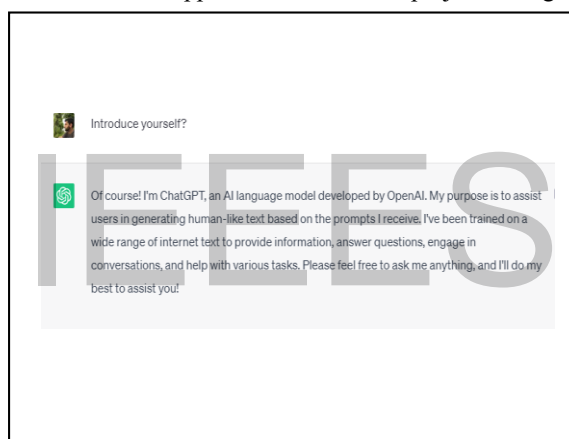 Introduce yourself?
IEEES
Of course! I'm ChatGPT, an AI language model developed by OpenAI. My purpose is to assist
users in generating human-like text based on the prompts I receive. I've been trained on a
wide range of internet text to provide information, answer questions, engage in
conversations, and help with various tasks. Please feel free to ask me anything, and I'll do my
best to assist you!